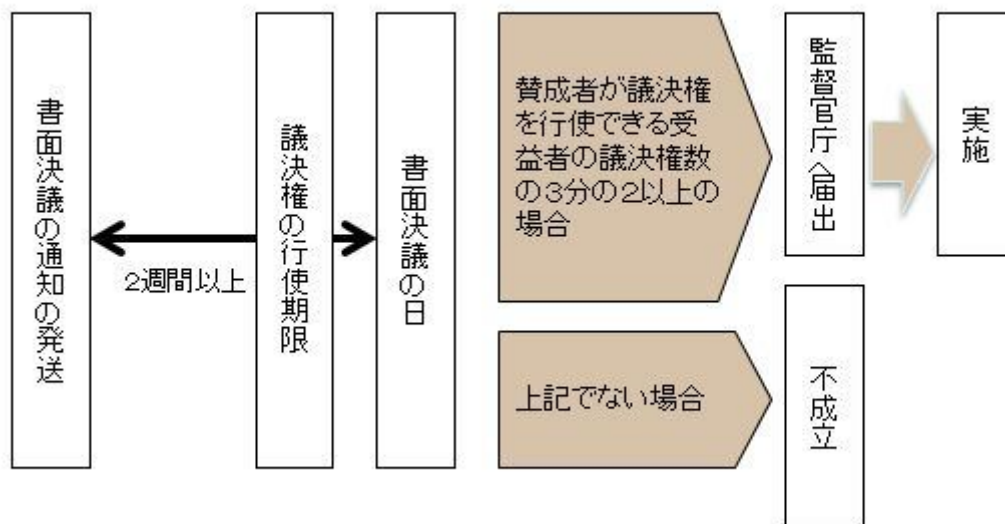 書面決議の通知の発送
2週間以上
議決権の行使期限
書面決議の日
賛成者が議決権
を行使できる受
益者の議決権数
の3分の2以上の
場合
監督官庁へ届出
実施
上記でない場合
不成立